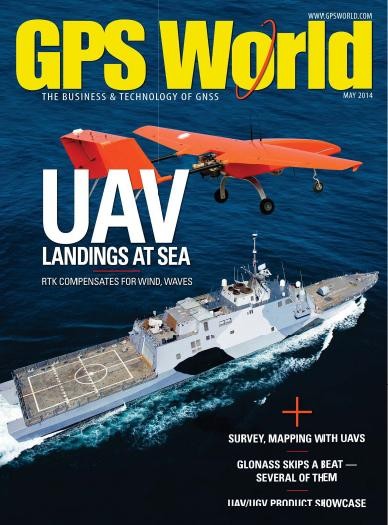 WWW.GPSWORLD.COM
GPS World
THE BUSINESS & TECHNOLOGY OF GNSS
MAY 2014
UAV
LANDINGS AT SEA
RTK COMPENSATES FOR WIND, WAVES
+
SURVEY, MAPPING WITH UAVS
GLONASS SKIPS A BEAT —
SEVERAL OF THEM
UAV/UGV PRODUCT SHOWCASE